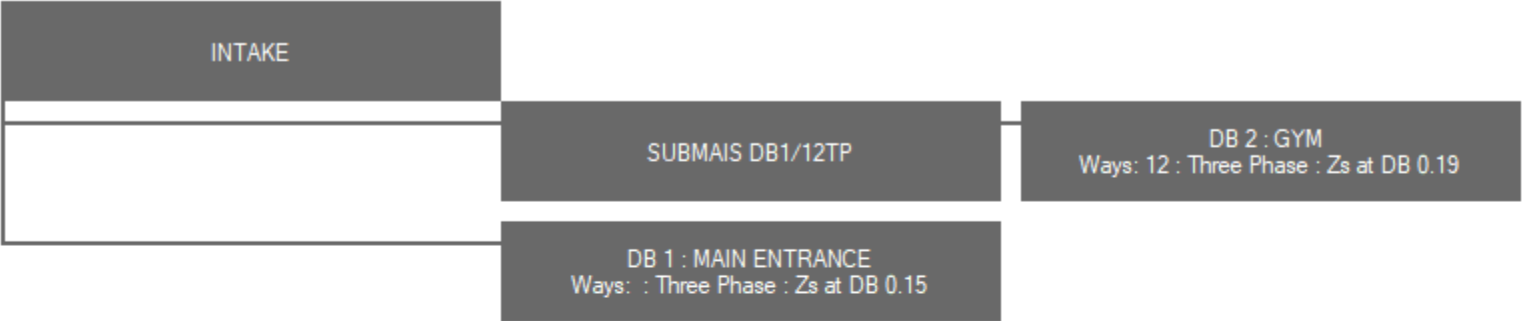 INTAKE
SUBMAIS DB1/12TP
DB 2 : GYM
Ways: 12 : Three Phase : Zs at DB 0.19
DB 1 : MAIN ENTRANCE
Ways:  : Three Phase : Zs at DB 0.15